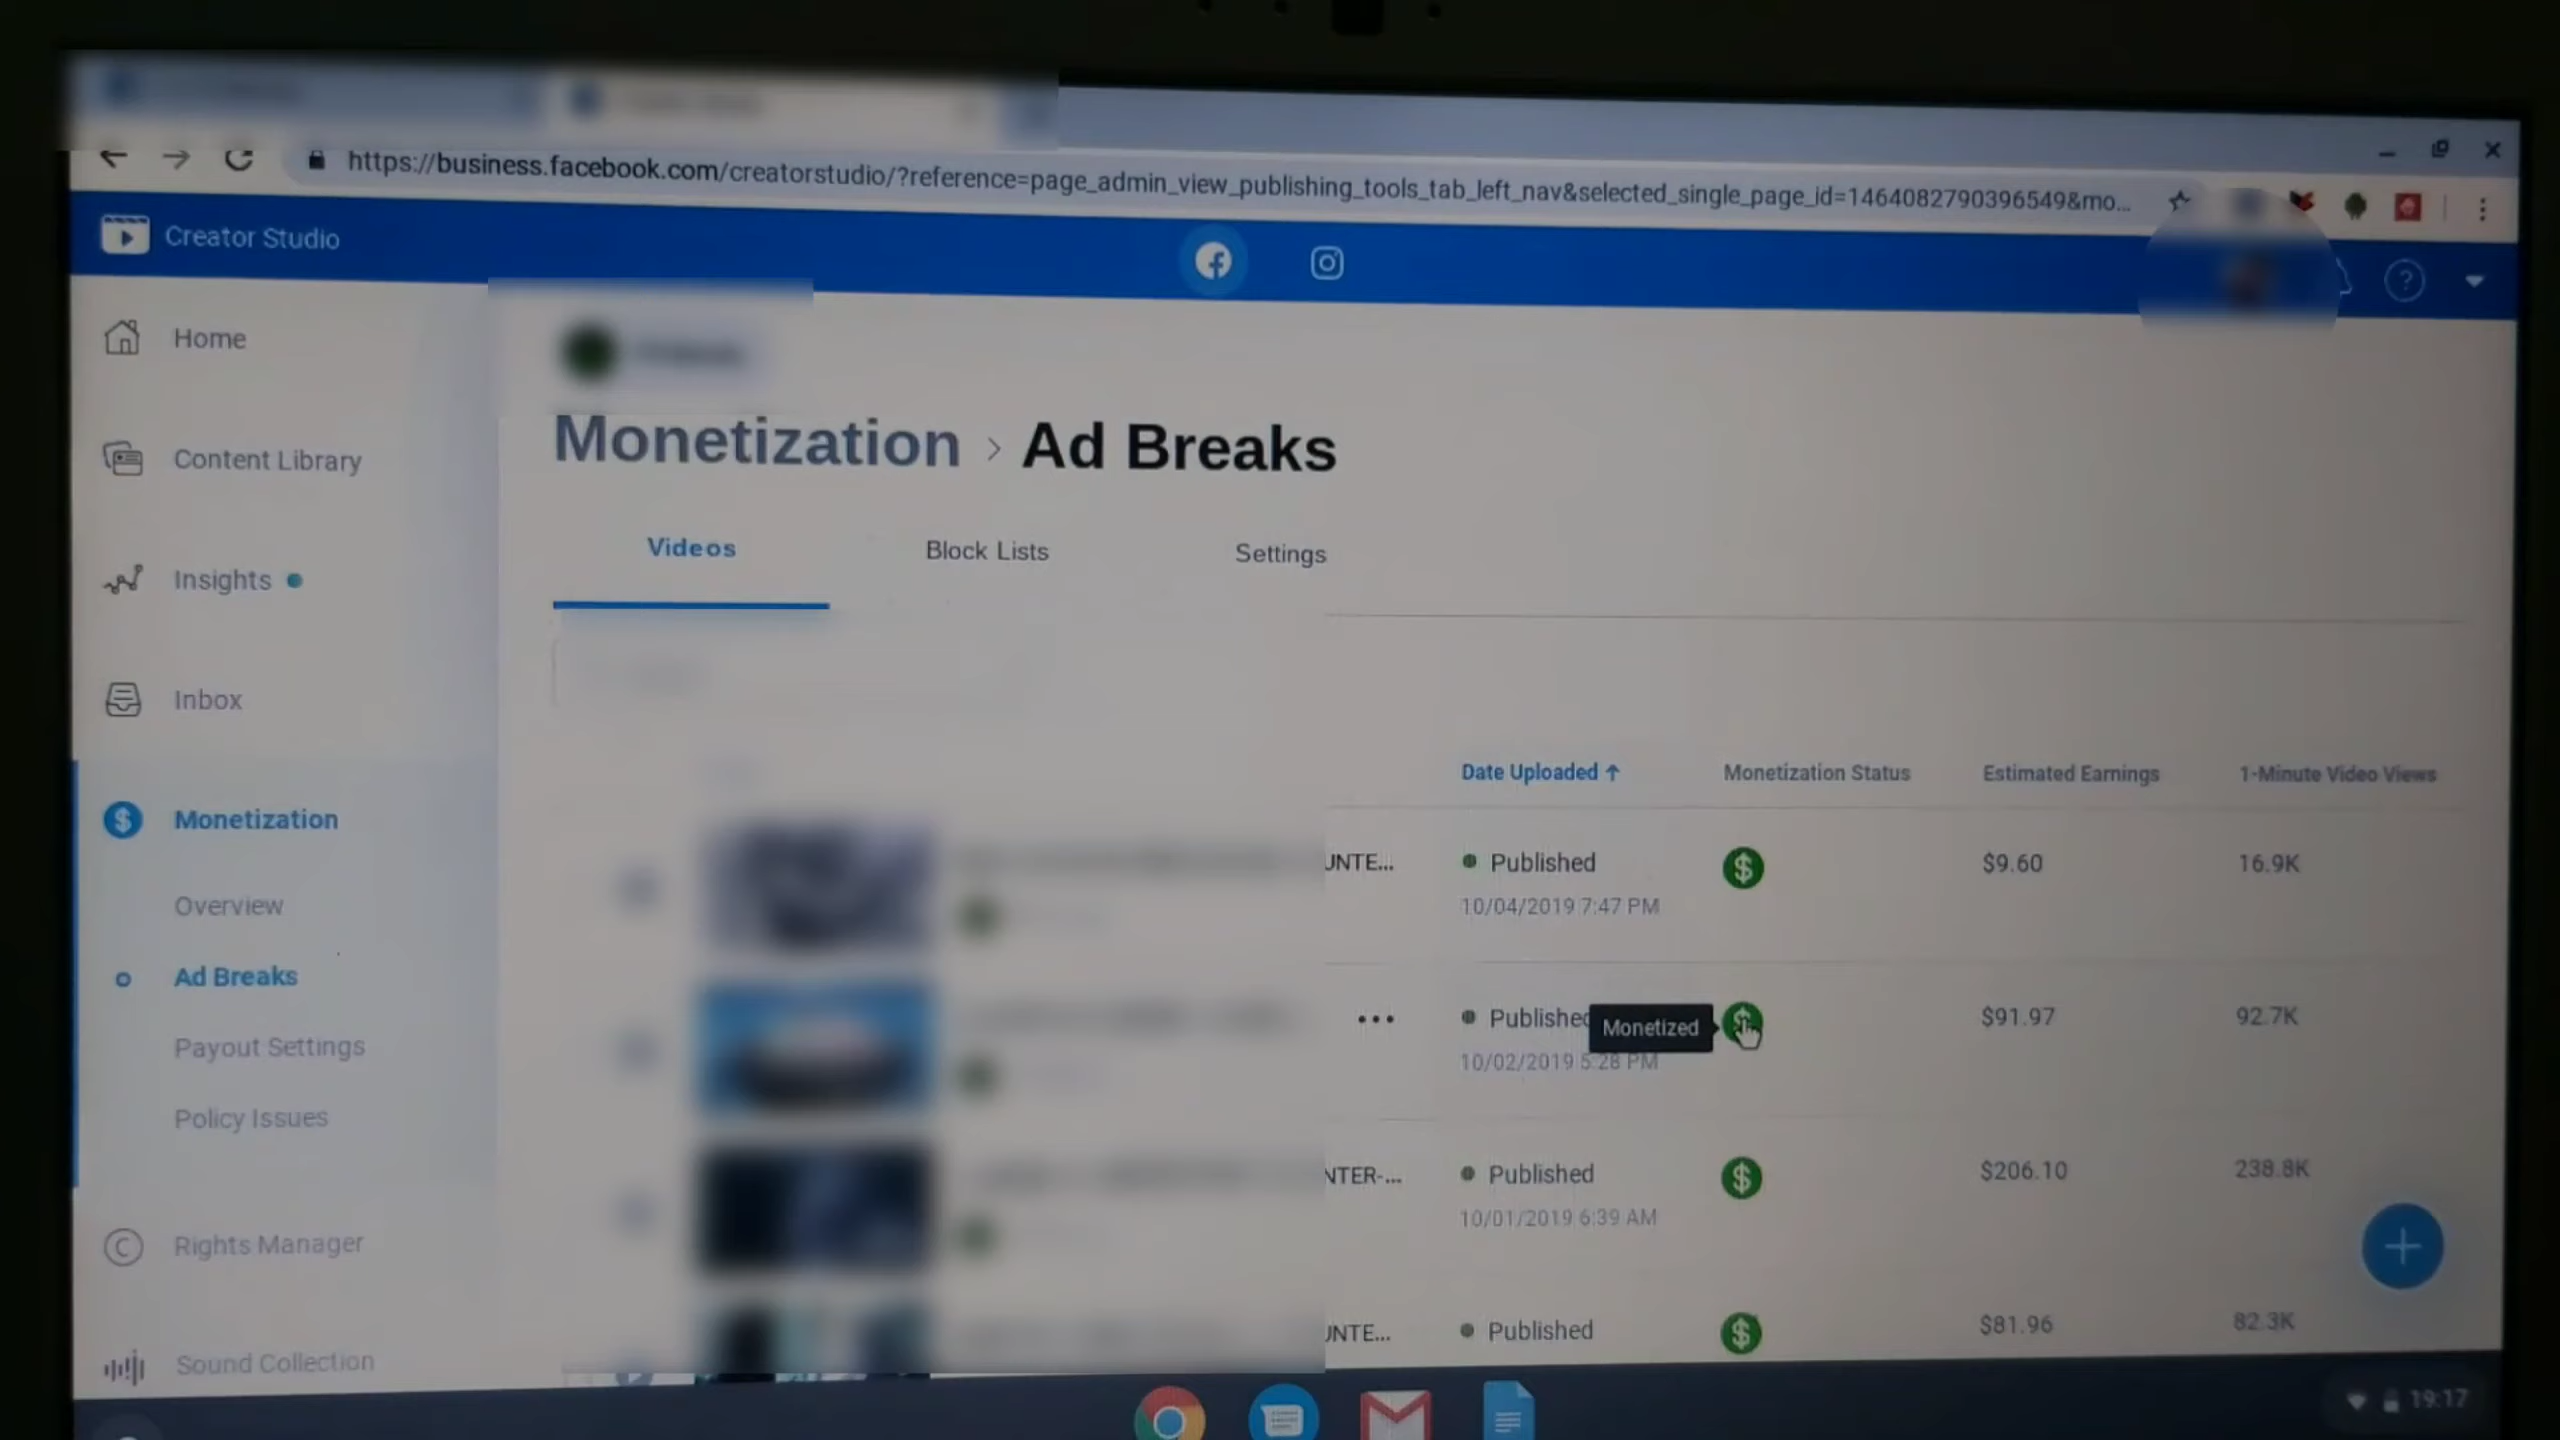 https://business.facebook.com/creatorstudio/?reference=page_admin_view_publishing_tools_tab_left_nav&selected_single_page_id=1464082790396549&mo...
Creator Studio
Home
Content Library
Insights
Inbox
Monetization
Overview
Ad Breaks
Payout Settings
Policy Issues
Rights Manager
Sound Collection
Monetization > Ad Breaks
Videos Block Lists Settings
Date Uploaded ↑ Monetization Status Estimated Earnings 1-Minute Video Views
UNTE... Published $ $9.60 16.9K
10/04/2019 7:47 PM
... Published Monetized $91.97 92.7K
10/02/2019 5:28 PM
NTER-... Published $ $206.10 238.8K
10/01/2019 6:39 AM
UNTE... Published $ $81.96 82.3K
19:17